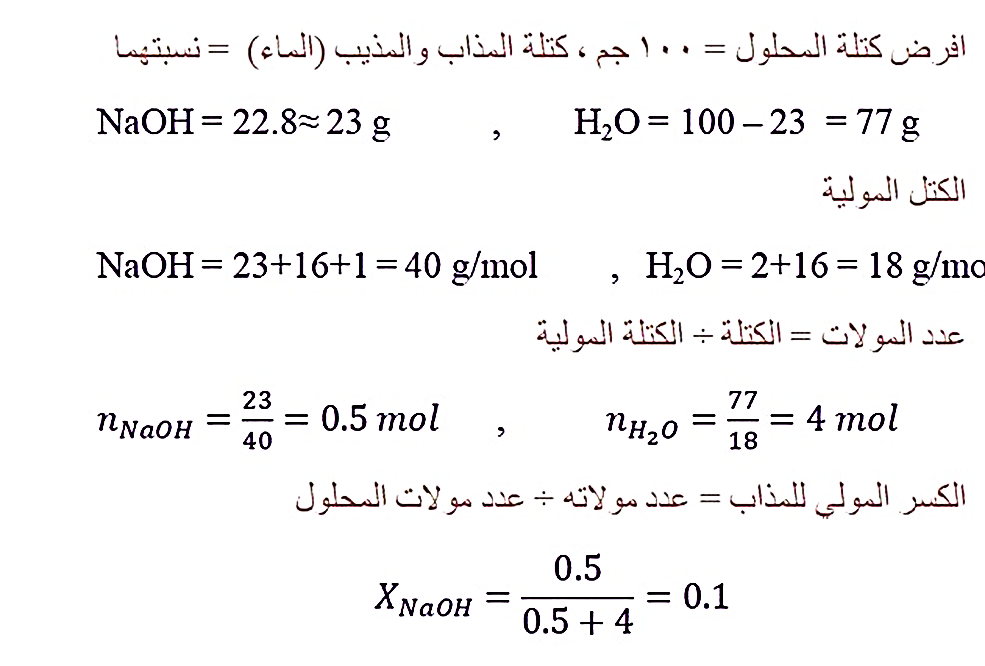 افرض كتلة المحلول = ١٠٠ جم ، كتلة المذاب والمذيب (الماء) = نسبتهما
NaOH = 22.8≈ 23 g , H₂O = 100 – 23 = 77 g
الكتل المولية
NaOH = 23+16+1 = 40 g/mol , H₂O = 2+16 = 18 g/mo
عدد المولات = الكتلة ÷ الكتلة المولية
n_NaOH = 23/40 = 0.5 mol , n_H₂O = 77/18 = 4 mol
الكسر المولي للمذاب = عدد مولاته ÷ عدد مولات المحلول
X_NaOH = 0.5/(0.5 + 4) = 0.1